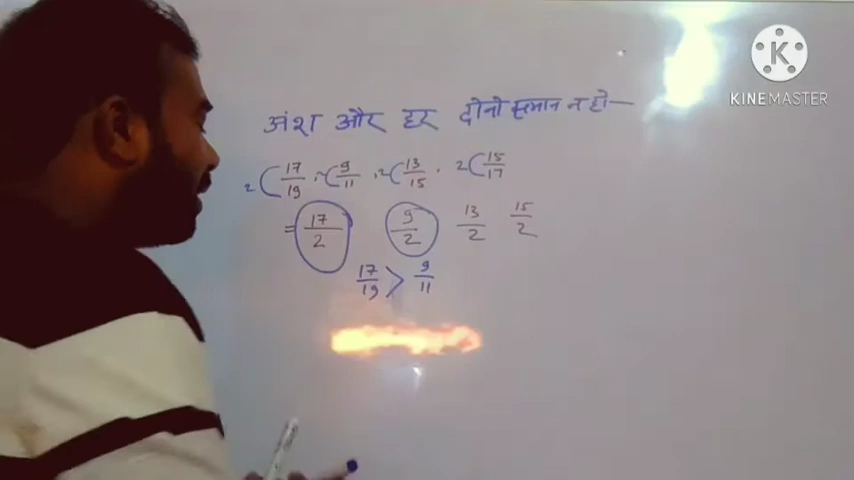 KINEMASTER
अंश और हर दोनो समान न हो—
2 ( 17/19 , 2 ( 9/11 , 2 ( 13/15 . 2 ( 15/17
= 17/2 9/2 13/2 15/2
17/19 > 9/11